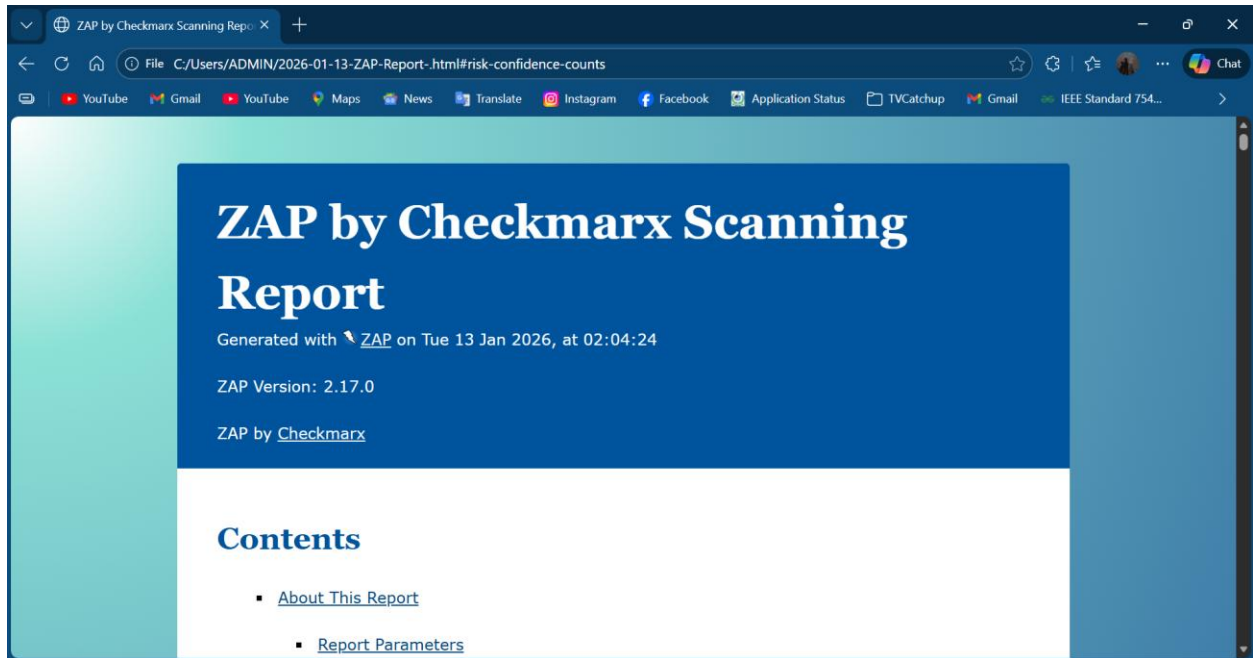 ZAP by Checkmarx Scanning Repo
File C:/Users/ADMIN/2026-01-13-ZAP-Report-.html#risk-confidence-counts
Chat
YouTube Gmail YouTube Maps News Translate Instagram Facebook Application Status TVCatchup Gmail IEEE Standard 754...
ZAP by Checkmarx Scanning
Report
Generated with ZAP on Tue 13 Jan 2026, at 02:04:24
ZAP Version: 2.17.0
ZAP by Checkmarx
Contents
About This Report
Report Parameters